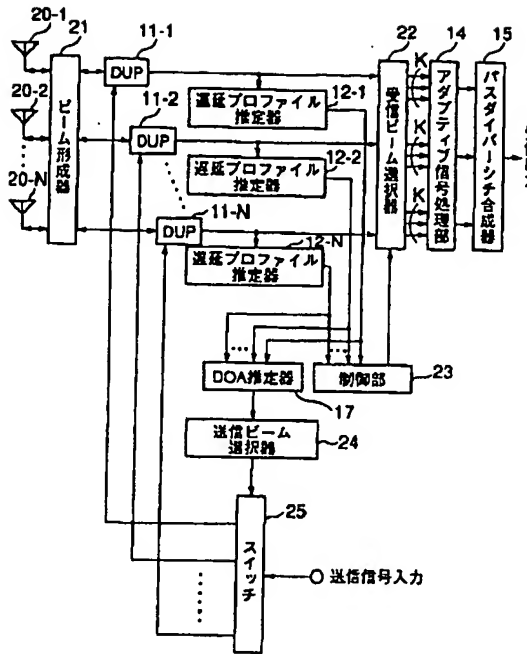 20-1
21
11-1
22
14
15
DUP
K
20-2
11-2
遅延プロファイル
推定器
12-1
DUP
K
遅延プロファイル
推定器
12-2
20-N
11-N
K
DUP
12-N
遅延プロファイル
推定器
ビーム形成器
受信ビーム選択器
アダプティブ信号処理部
パスダイバーシチ合成器
DOA推定器
制御部
23
17
送信ビーム
選択器
24
25
スイッチ
送信信号入力